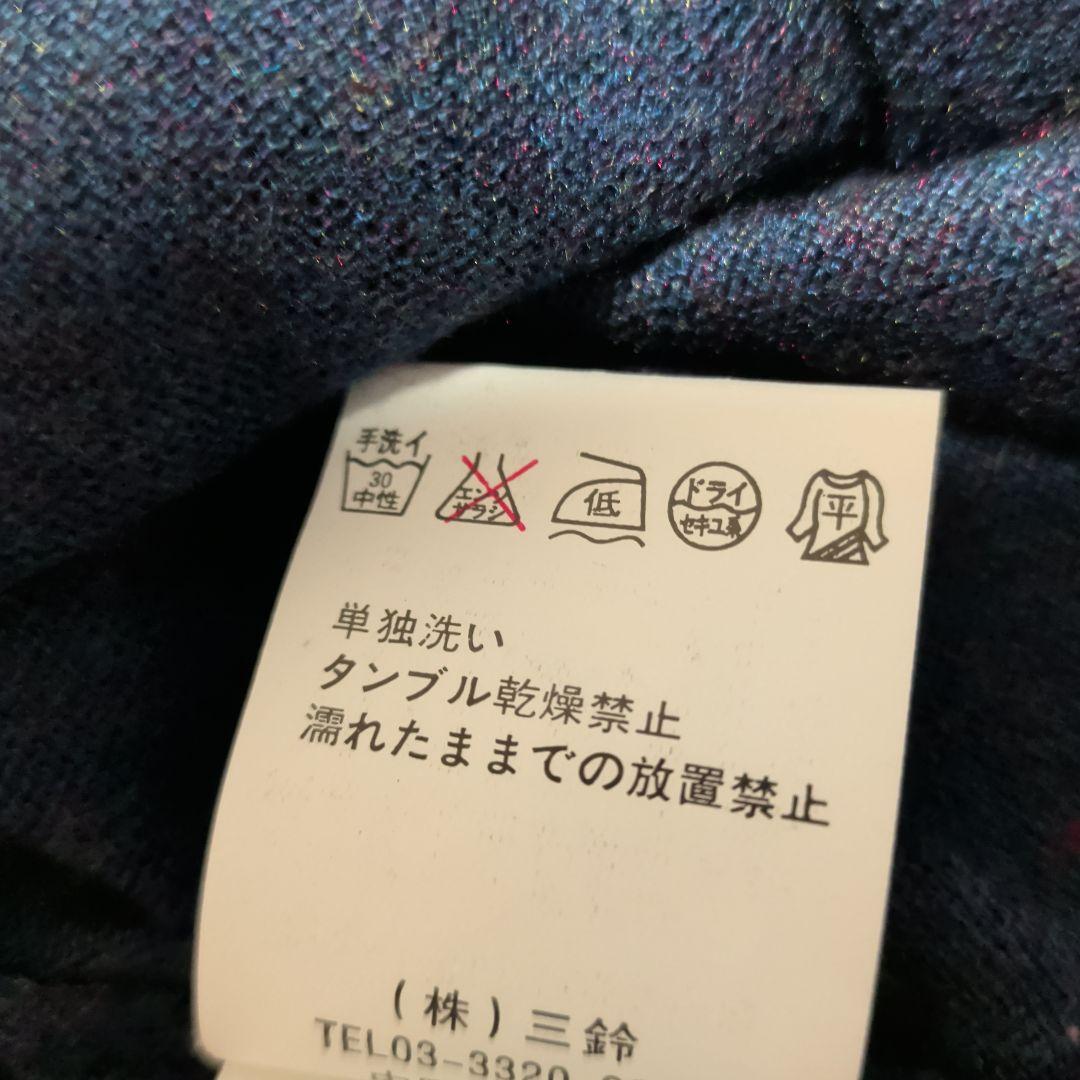 手洗イ
30
中性
エンソ
サラシ
低
ドライ
セキユ系
平
単独洗い
タンブル乾燥禁止
濡れたままでの放置禁止
(株)三鈴
TEL03-3320